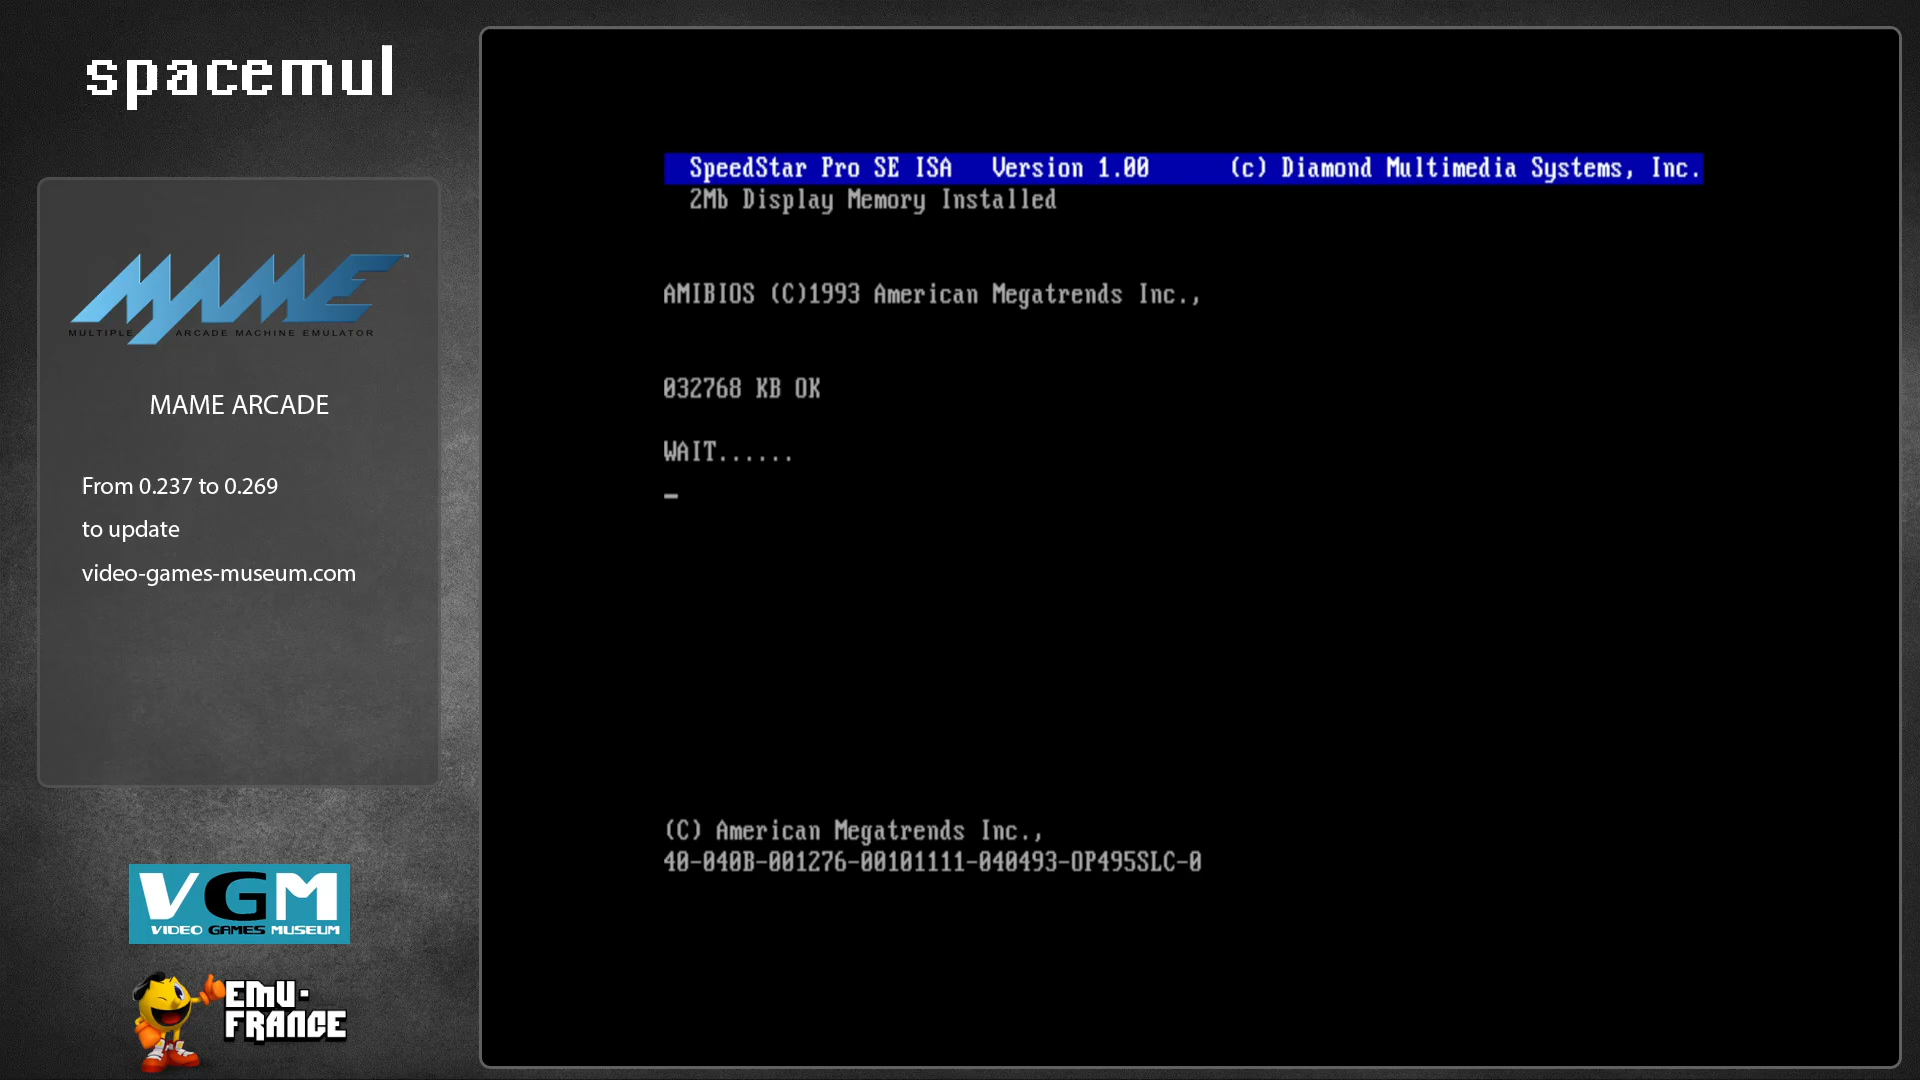 spacemul
MAME
MULTIPLE ARCADE MACHINE EMULATOR
MAME ARCADE
From 0.237 to 0.269
to update
video-games-museum.com
VGM
VIDEO GAMES MUSEUM
EMU-
FRANCE
SpeedStar Pro SE ISA Version 1.00 (c) Diamond Multimedia Systems, Inc.
2Mb Display Memory Installed
AMIBIOS (C)1993 American Megatrends Inc.,
032768 KB OK
WAIT......
_
(C) American Megatrends Inc.,
40-040B-001276-00101111-040493-OP495SLC-0